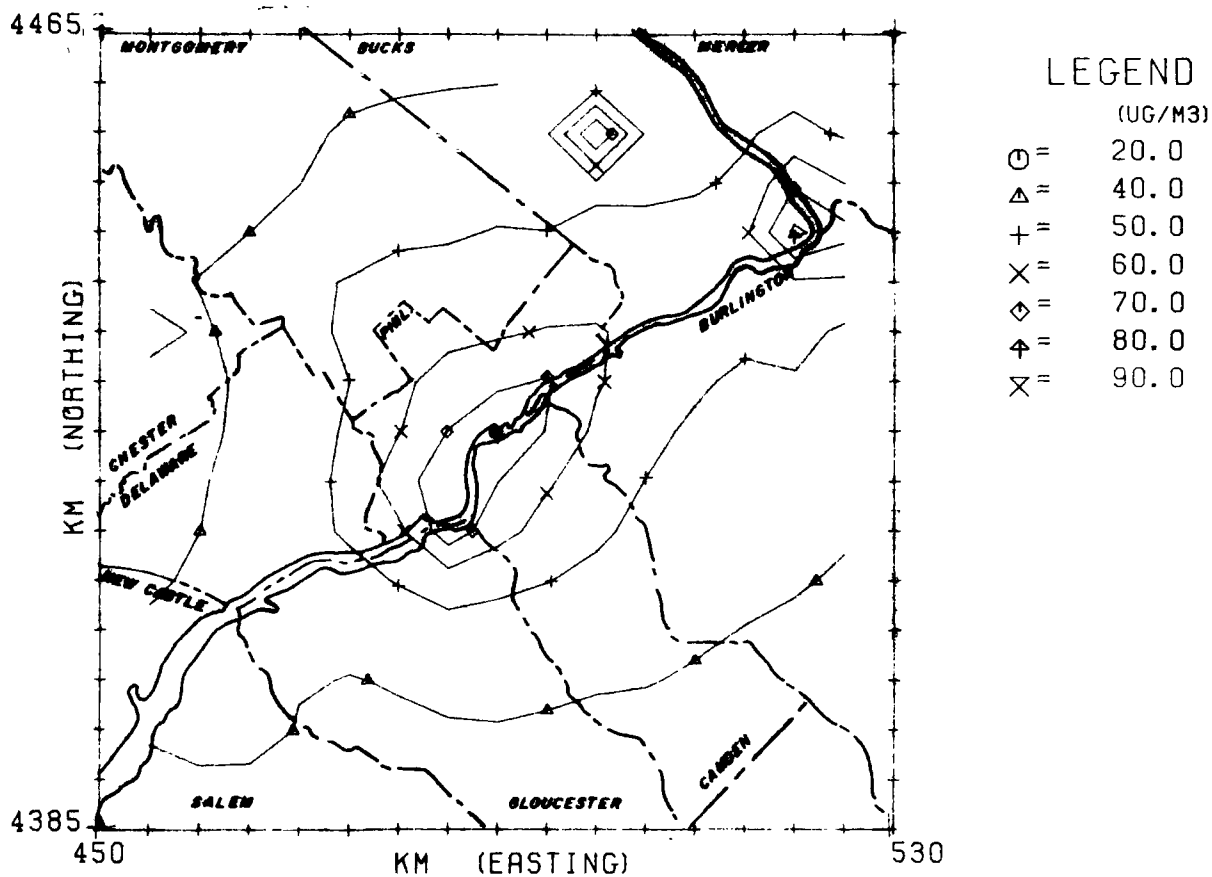 4465
MONTGOMERY
BUCKS
MERCER
LEGEND
(UG/M3)
= 20.0
= 40.0
= 50.0
= 60.0
= 70.0
= 80.0
= 90.0
PHIL
BURLINGTON
KM (NORTHING)
CHESTER
DELAWARE
NEW CASTLE
CAMDEN
SALEM
GLOUCESTER
4385
450
KM (EASTING)
530